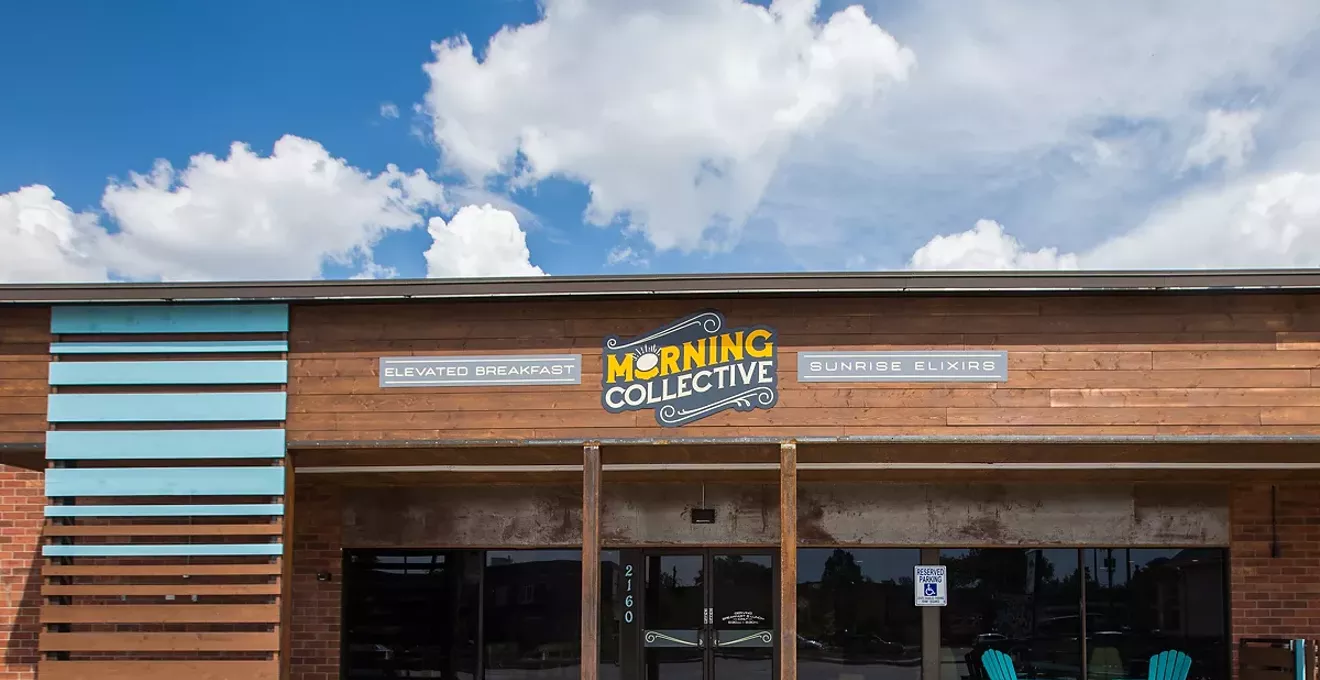 ELEVATED BREAKFAST
MORNING
COLLECTIVE
SUNRISE ELIXIRS
2160
RESERVED
PARKING